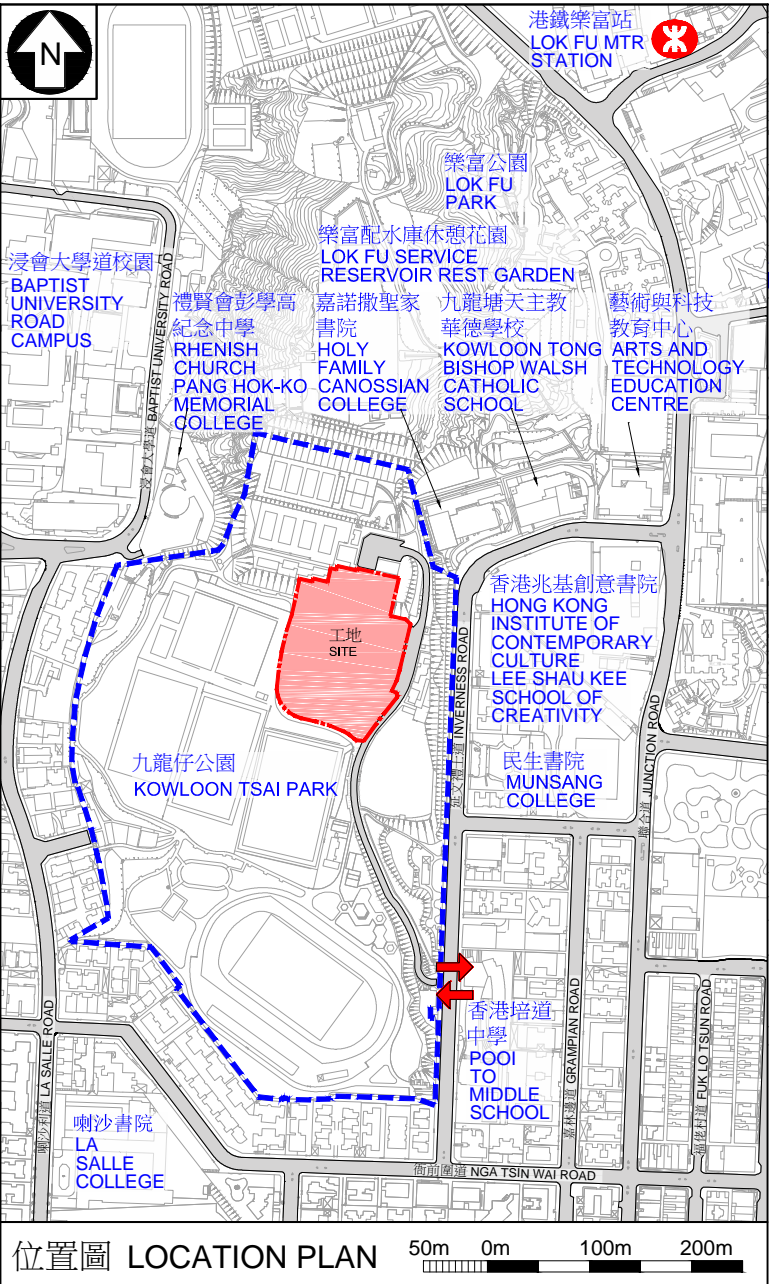 N
港鐵樂富站
LOK FU MTR
STATION
樂富公園
LOK FU
PARK
樂富配水庫休憩花園
LOK FU SERVICE
RESERVOIR REST GARDEN
浸會大學道校園
BAPTIST
UNIVERSITY
ROAD
CAMPUS
禮賢會彭學高
紀念中學
RHENISH
CHURCH
PANG HOK-KO
MEMORIAL
COLLEGE
嘉諾撒聖家
書院
HOLY
FAMILY
CANOSSIAN
COLLEGE
九龍塘天主教
華德學校
KOWLOON TONG
BISHOP WALSH
CATHOLIC
SCHOOL
藝術與科技
教育中心
ARTS AND
TECHNOLOGY
EDUCATION
CENTRE
浸會大學道 BAPTIST UNIVERSITY ROAD
工地
SITE
香港兆基創意書院
HONG KONG
INSTITUTE OF
CONTEMPORARY
CULTURE
LEE SHAU KEE
SCHOOL OF
CREATIVITY
延文禮士道 INVERNESS ROAD
九龍仔公園
KOWLOON TSAI PARK
民生書院
MUNSANG
COLLEGE
聯合道 JUNCTION ROAD
香港培道
中學
POOI
TO
MIDDLE
SCHOOL
嘉林邊道 GRAMPIAN ROAD
福佬村道 FUK LO TSUN ROAD
喇沙利道 LA SALLE ROAD
喇沙書院
LA
SALLE
COLLEGE
衙前圍道 NGA TSIN WAI ROAD
位置圖 LOCATION PLAN
50m 0m 100m 200m